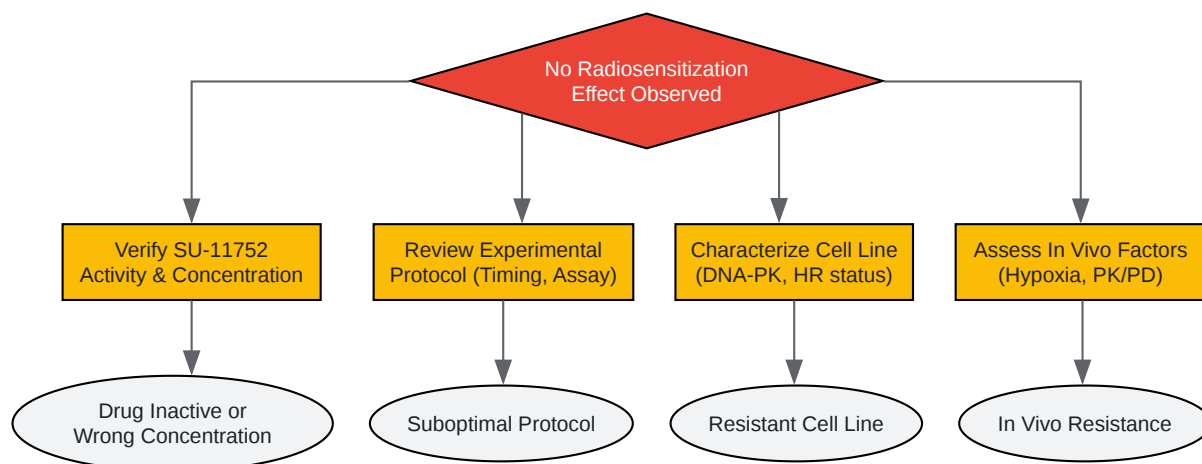 No Radiosensitization
Effect Observed
Verify SU-11752
Activity & Concentration
Review Experimental
Protocol (Timing, Assay)
Characterize Cell Line
(DNA-PK, HR status)
Assess In Vivo Factors
(Hypoxia, PK/PD)
Drug Inactive or
Wrong Concentration
Suboptimal Protocol
Resistant Cell Line
In Vivo Resistance